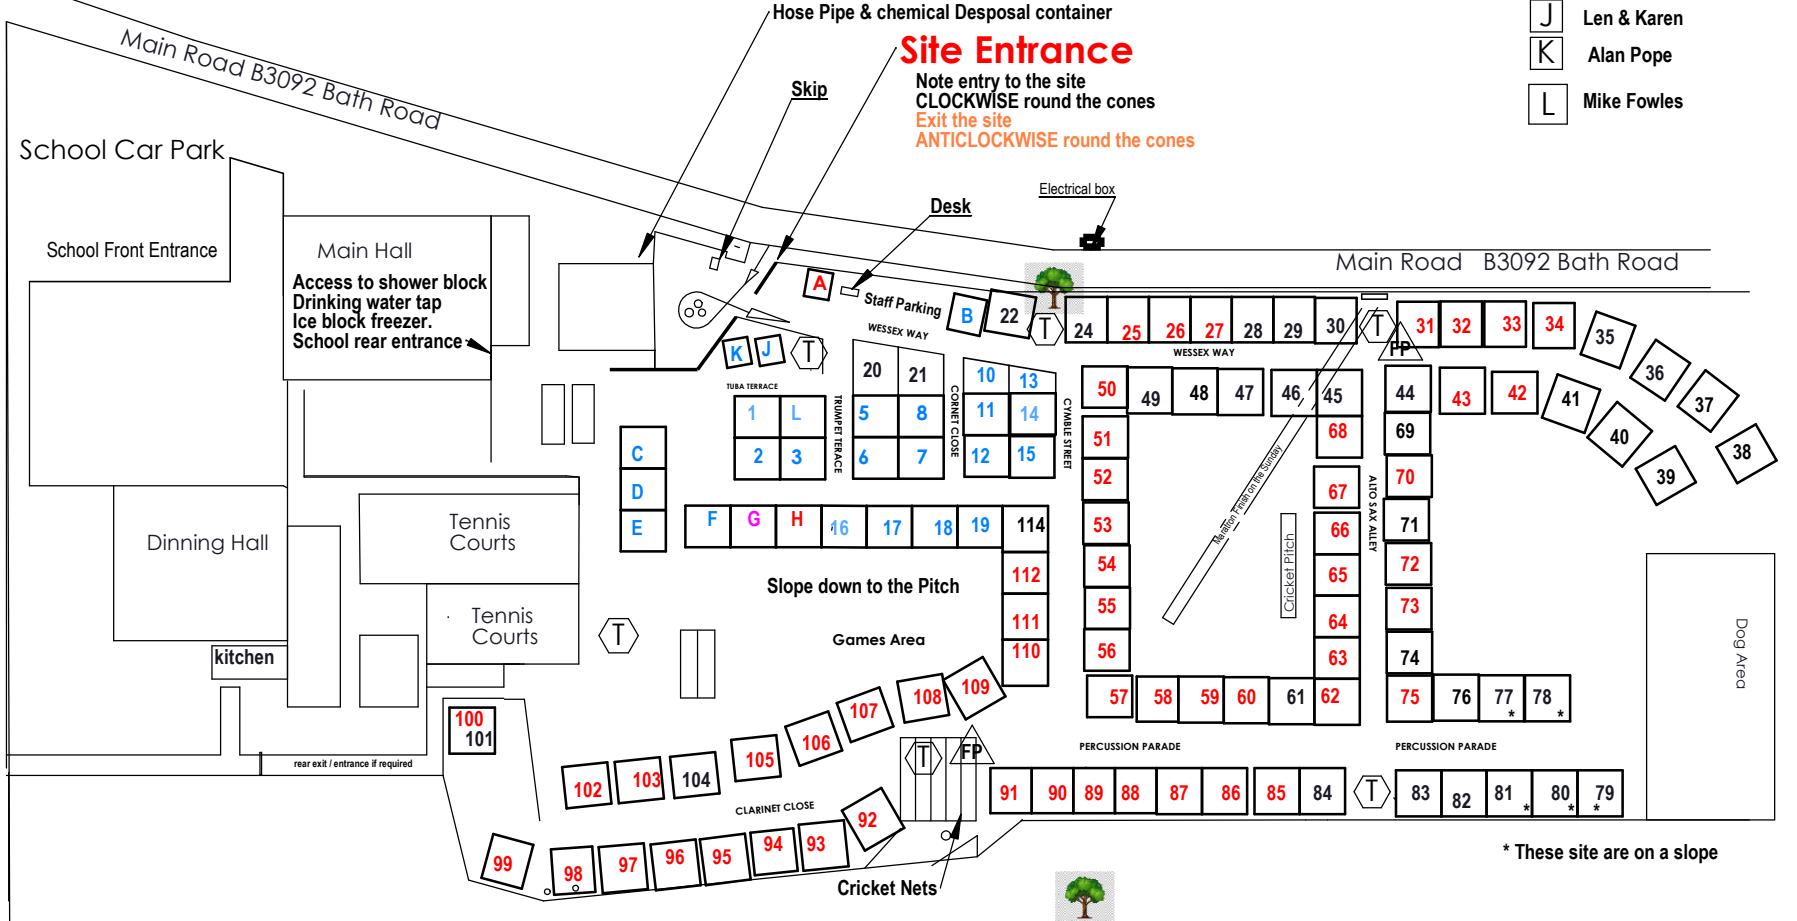 Hose Pipe & chemical Desposal container
J Len & Karen
K Alan Pope
L Mike Fowles
Site Entrance
Note entry to the site
CLOCKWISE round the cones
Exit the site
ANTICLOCKWISE round the cones
Main Road B3092 Bath Road
Skip
School Car Park
Electrical box
Desk
School Front Entrance
Main Hall
Access to shower block
Drinking water tap
Ice block freezer.
School rear entrance
Main Road B3092 Bath Road
A
Staff Parking
B 22
T
WESSEX WAY
24 25 26 27 28 29 30
T
FP
31 32 33 34 35 36 37 38
WESSEX WAY
K J T
TUBA TERRACE
20 21
10 13
50 49 48 47 46 45
44 43 42 41 40 39
1 L
2 3
TRUMPET TERACE
5 8
6 7
CORNET CLOSE
11 14
12 15
CYMBLE STREET
51
52
53
54
55
56
68
67
66
65
64
63
ALTO SAX ALLEY
69
70
71
72
73
74
Maratron Finish on the Sunday
Cricket Pitch
C
D
E
F G H 16 17 18 19 114
112
111
110
Dinning Hall
Tennis
Courts
Tennis
Courts
T
Slope down to the Pitch
Games Area
kitchen
Dog Area
57 58 59 60 61 62
75 76 77 * 78 *
100
101
102 103 104 105 106 107 108 109
rear exit / entrance if required
CLARINET CLOSE
T
FP
PERCUSSION PARADE
PERCUSSION PARADE
91 90 89 88 87 86 85 84
T
83 82 81 * 80 * 79 *
99 98 97 96 95 94 93 92
Cricket Nets
* These site are on a slope